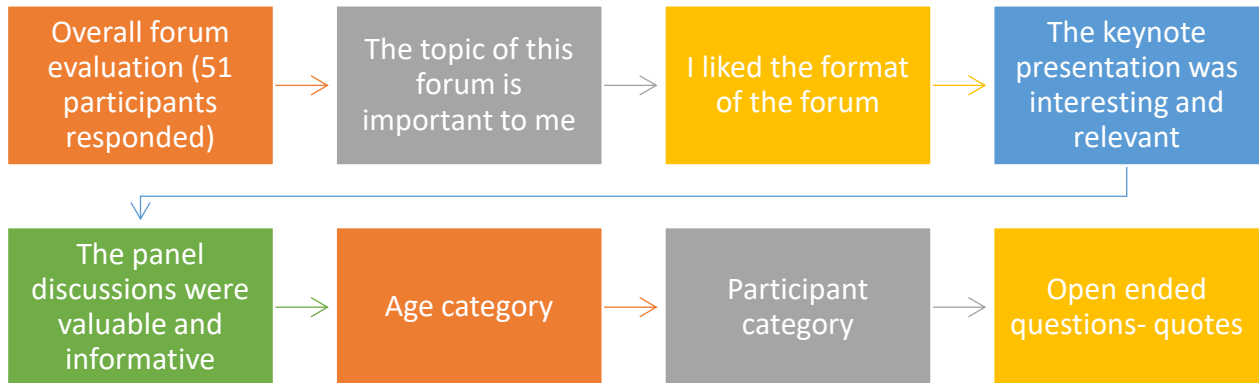 Overall forum
evaluation (51
participants
responded)
The topic of this
forum is
important to me
I liked the format
of the forum
The keynote
presentation was
interesting and
relevant
The panel
discussions were
valuable and
informative
Age category
Participant
category
Open ended
questions- quotes